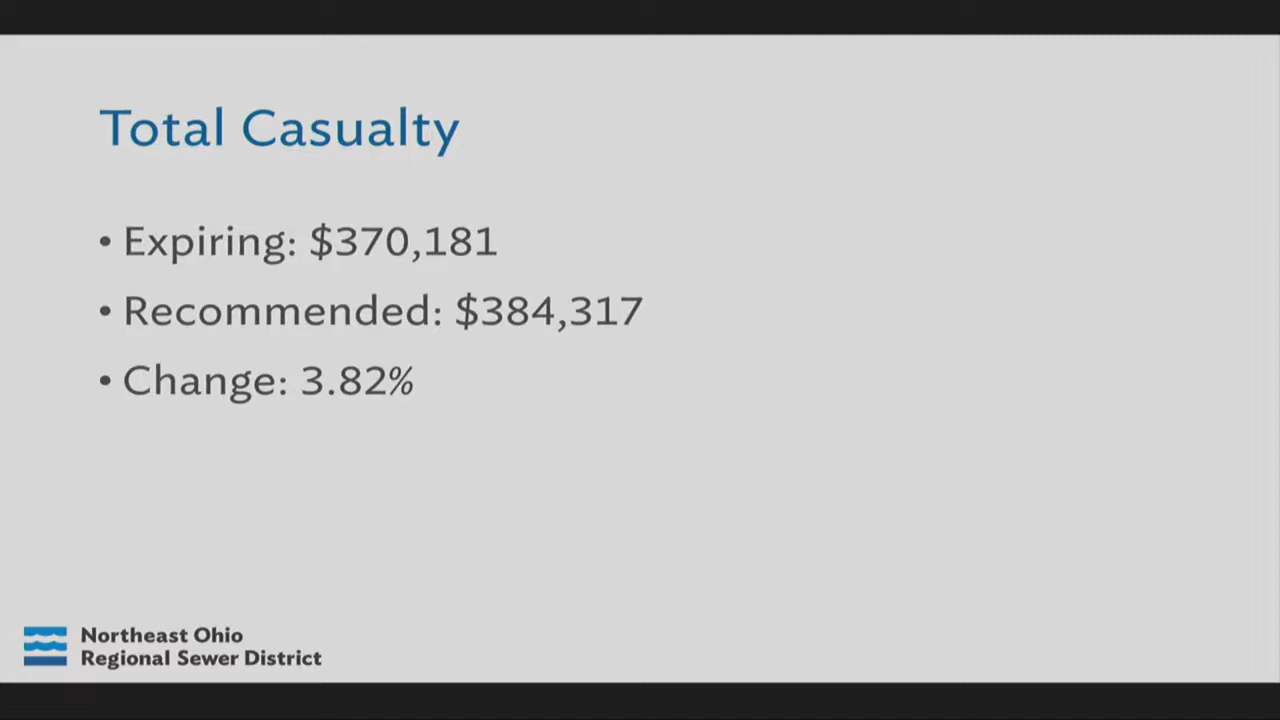 Total Casualty
• Expiring: $370,181
• Recommended: $384,317
• Change: 3.82%
Northeast Ohio
Regional Sewer District